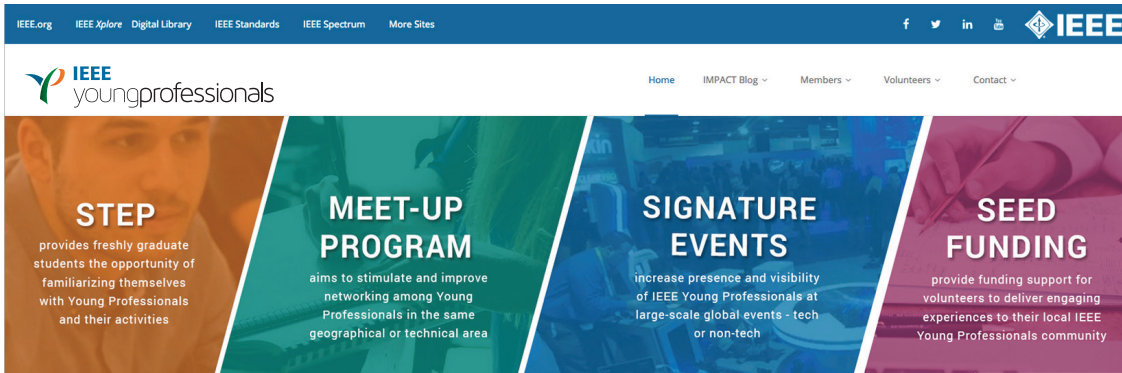 IEEE.org IEEE Xplore Digital Library IEEE Standards IEEE Spectrum More Sites
IEEE
IEEE
youngprofessionals
Home IMPACT Blog Members Volunteers Contact
STEP
provides freshly graduate
students the opportunity of
familiarizing themselves
with Young Professionals
and their activities
MEET-UP
PROGRAM
aims to stimulate and improve
networking among Young
Professionals in the same
geographical or technical area
SIGNATURE
EVENTS
increase presence and visibility
of IEEE Young Professionals at
large-scale global events - tech
or non-tech
SEED
FUNDING
provide funding support for
volunteers to deliver engaging
experiences to their local IEEE
Young Professionals community